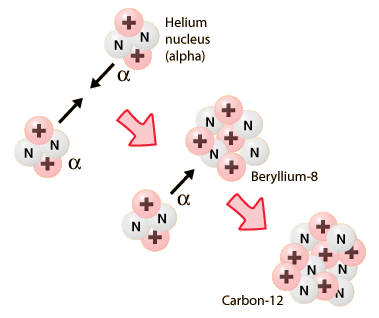 Helium
nucleus
(alpha)
+
N N
+
α
+
N N
+
α
+
N
+ +
N N
+
Beryllium-8
α
+
N N
+
+
N N
+ + +
N N
+
N + N
Carbon-12